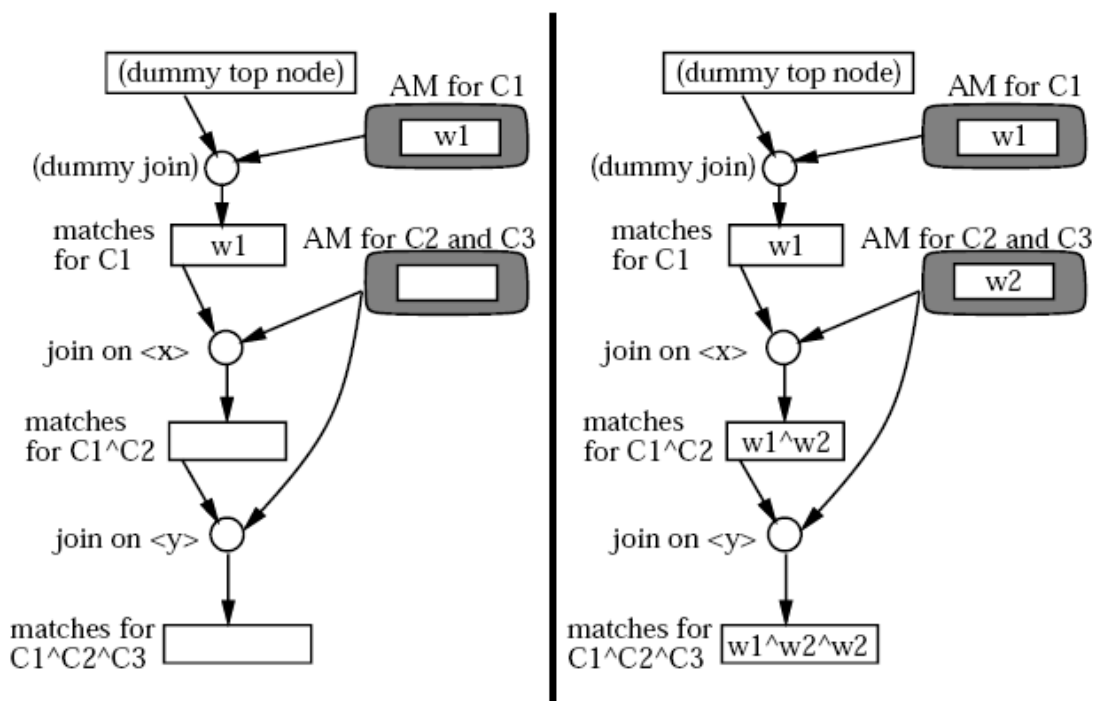 (dummy top node)
AM for C1
w1
(dummy join)
matches
for C1
w1
AM for C2 and C3
join on <x>
matches
for C1^C2
join on <y>
matches for
C1^C2^C3
(dummy top node)
AM for C1
w1
(dummy join)
matches
for C1
w1
AM for C2 and C3
w2
join on <x>
matches
for C1^C2
w1^w2
join on <y>
matches for
C1^C2^C3
w1^w2^w2